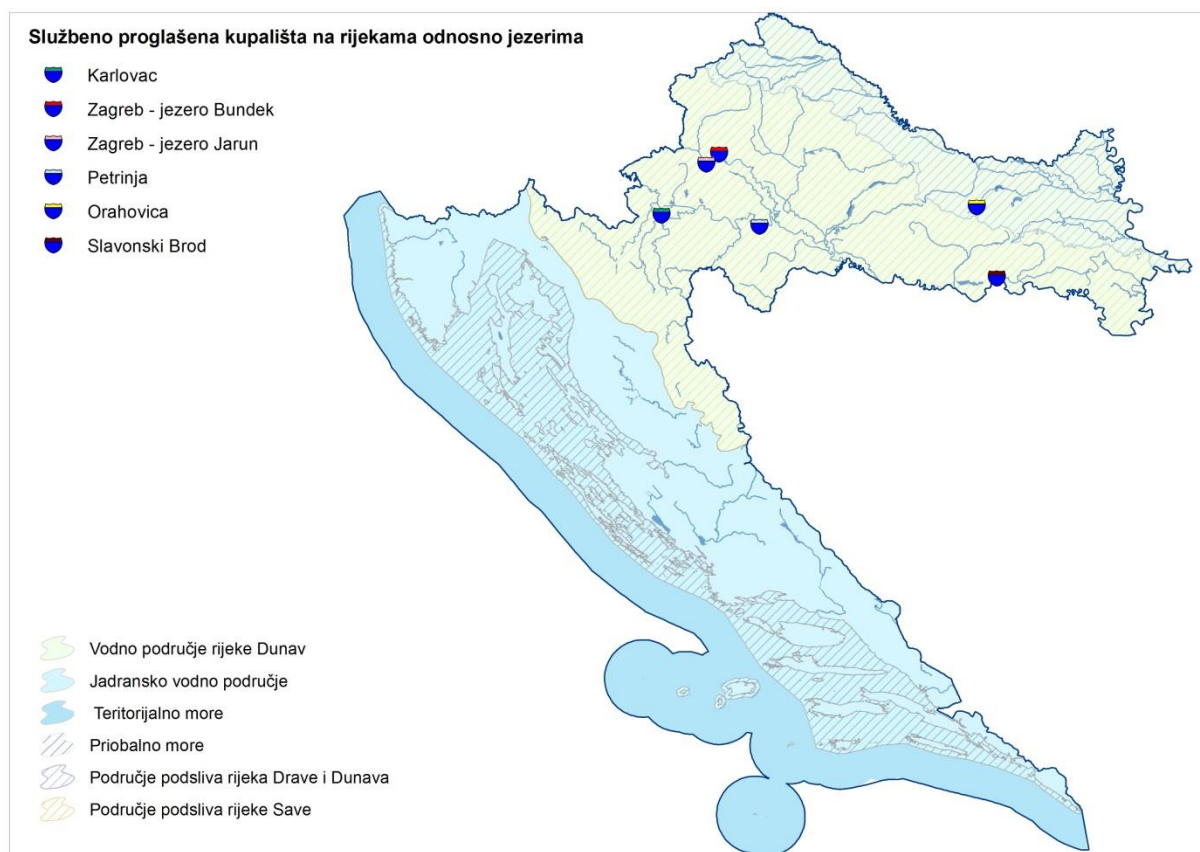 Službeno proglašena kupališta na rijekama odnosno jezerima
Karlovac
Zagreb - jezero Bundek
Zagreb - jezero Jarun
Petrinja
Orahovica
Slavonski Brod
Vodno područje rijeke Dunav
Jadransko vodno područje
Teritorijalno more
Priobalno more
Područje podsliva rijeka Drave i Dunava
Područje podsliva rijeke Save